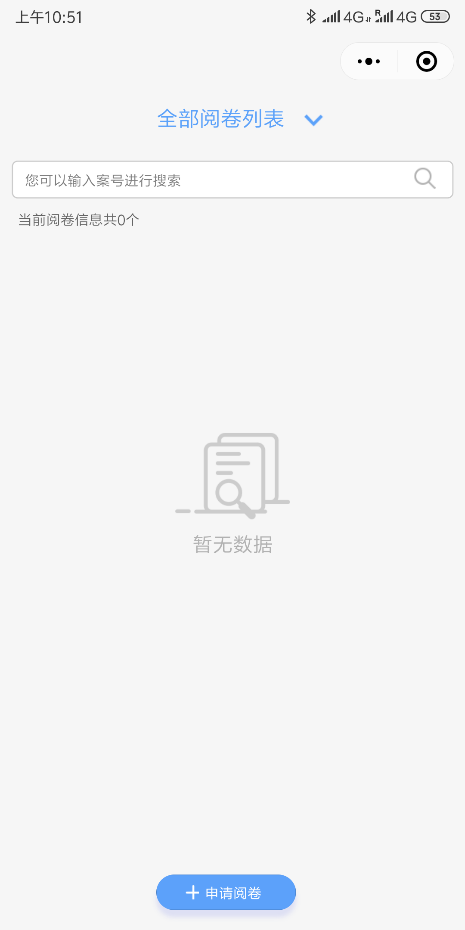 上午10:51 4G R 4G 53
全部阅卷列表
您可以输入案号进行搜索
当前阅卷信息共0个
暂无数据
申请阅卷